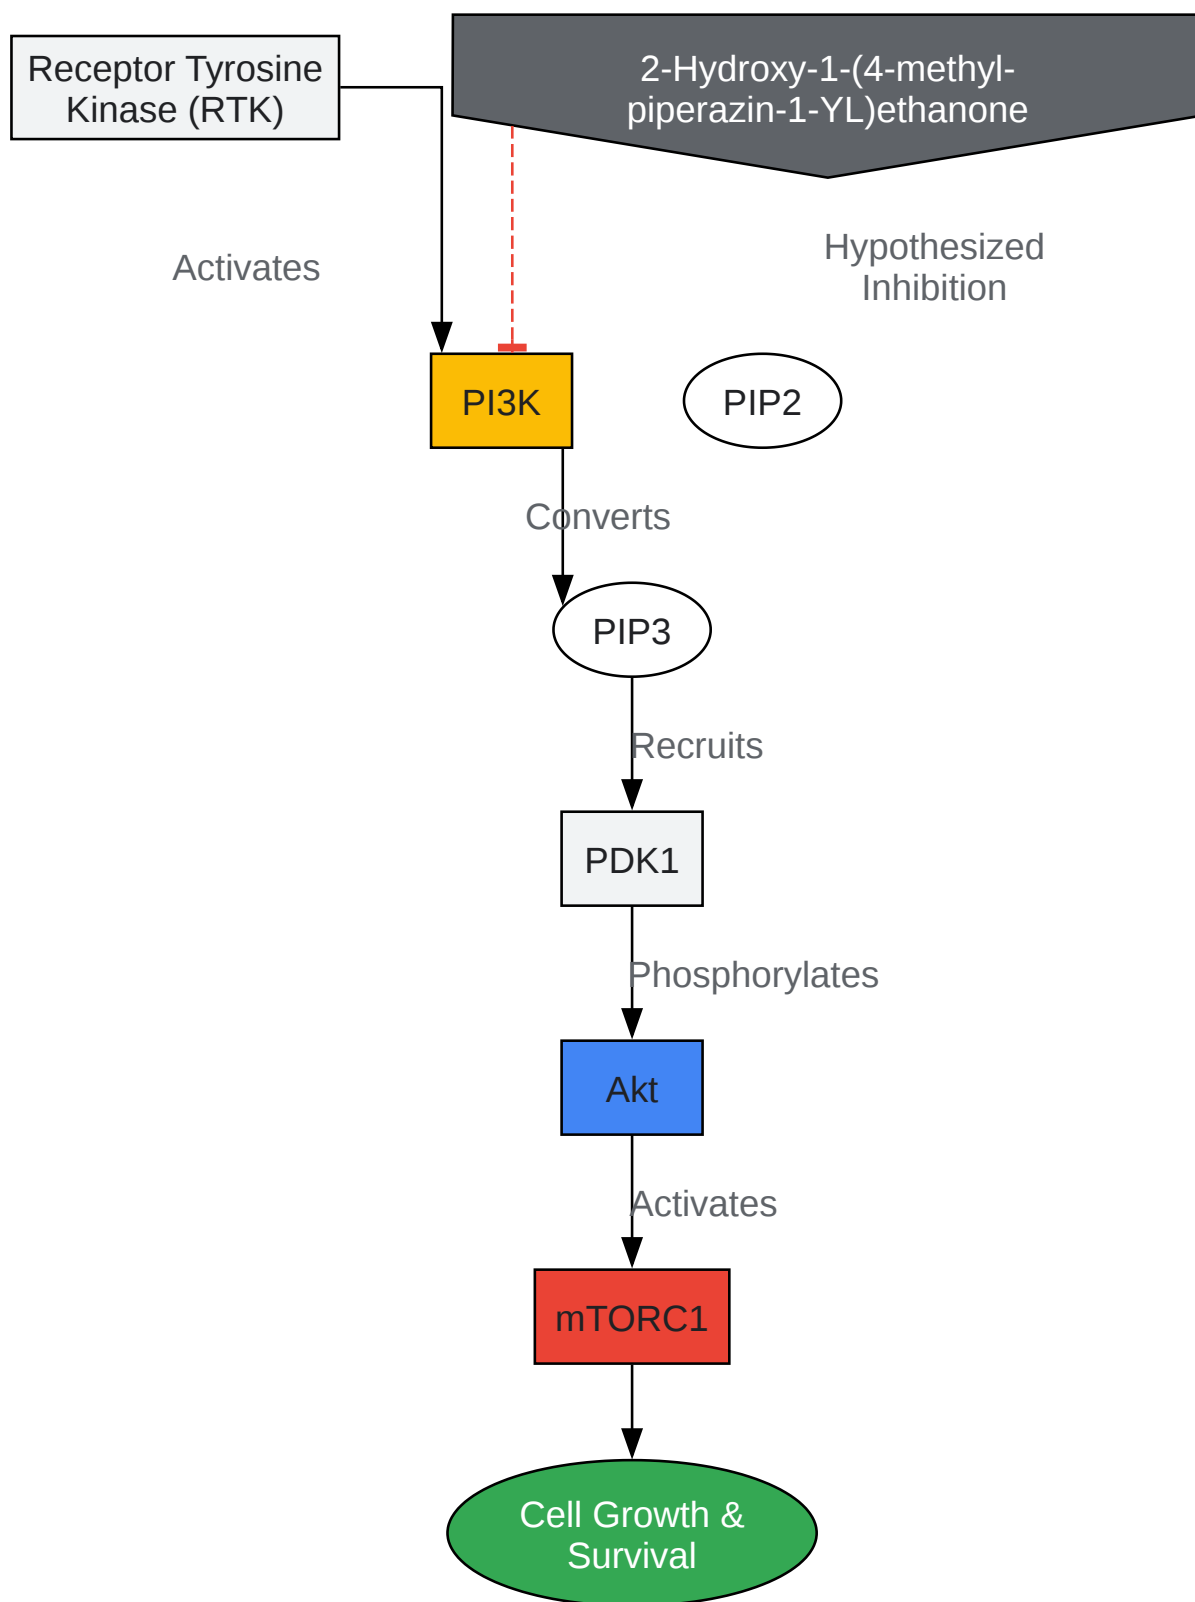 Receptor Tyrosine
Kinase (RTK)
2-Hydroxy-1-(4-methyl-
piperazin-1-YL)ethanone
Activates
Hypothesized
Inhibition
PI3K
PIP2
Converts
PIP3
Recruits
PDK1
Phosphorylates
Akt
Activates
mTORC1
Cell Growth &
Survival